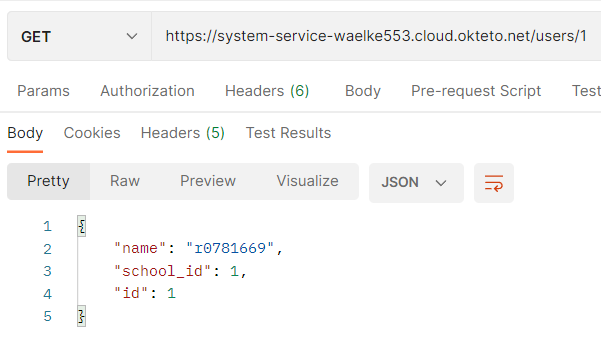 GET https://system-service-waelke553.cloud.okteto.net/users/1
Params Authorization Headers (6) Body Pre-request Script Test
Body Cookies Headers (5) Test Results
Pretty Raw Preview Visualize JSON
1 {
2 "name": "r0781669",
3 "school_id": 1,
4 "id": 1
5 }